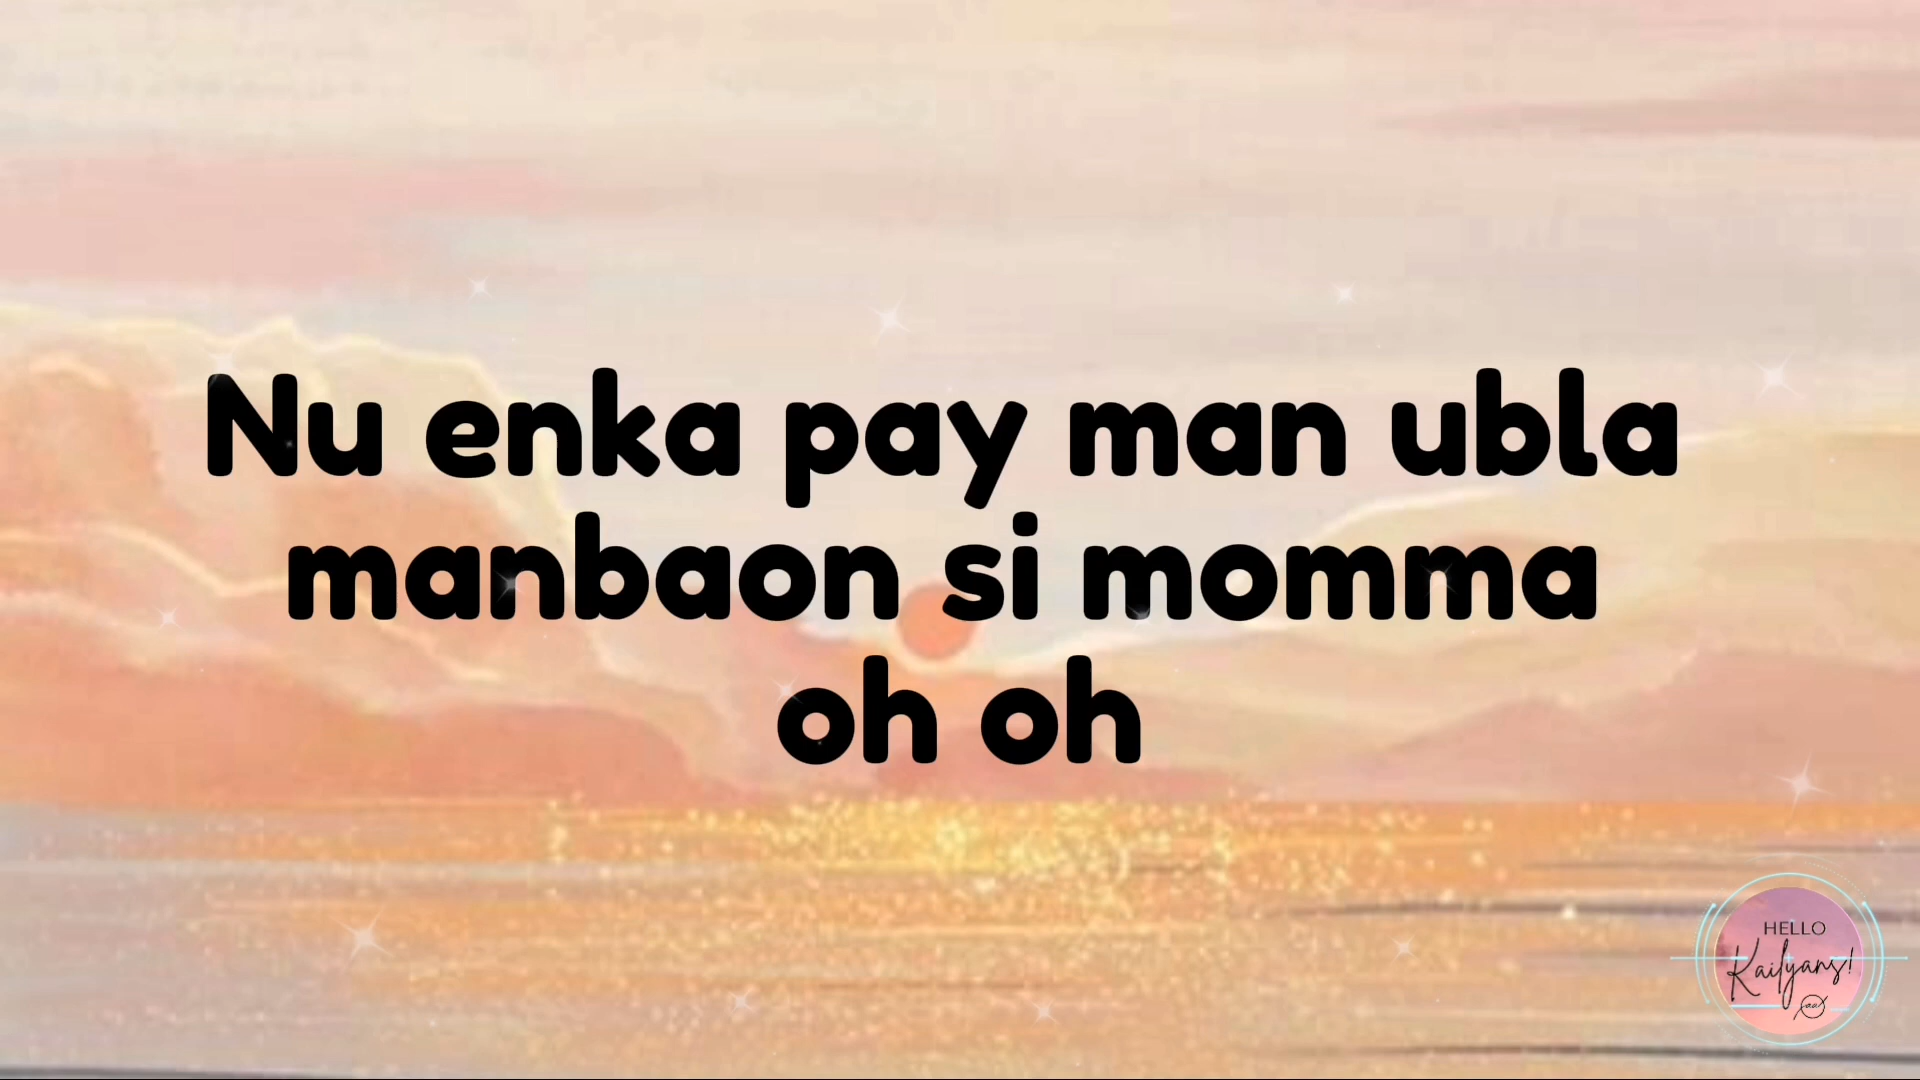 Nu enka pay man ubla
manbaon si momma
oh oh
HELLO
Kailyans!